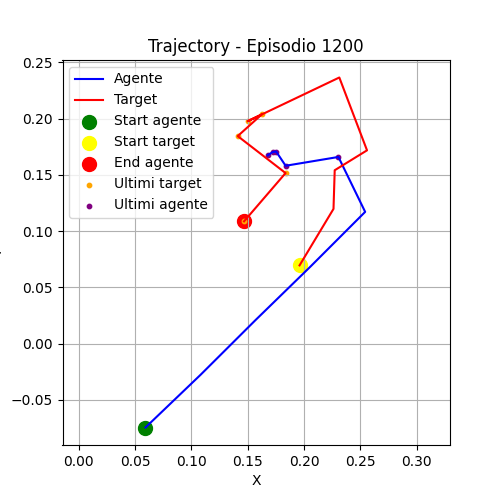 Trajectory - Episodio 1200
Agente
Target
Start agente
Start target
End agente
Ultimi target
Ultimi agente
0.25
0.20
0.15
0.10
0.05
0.00
−0.05
0.00 0.05 0.10 0.15 0.20 0.25 0.30
X